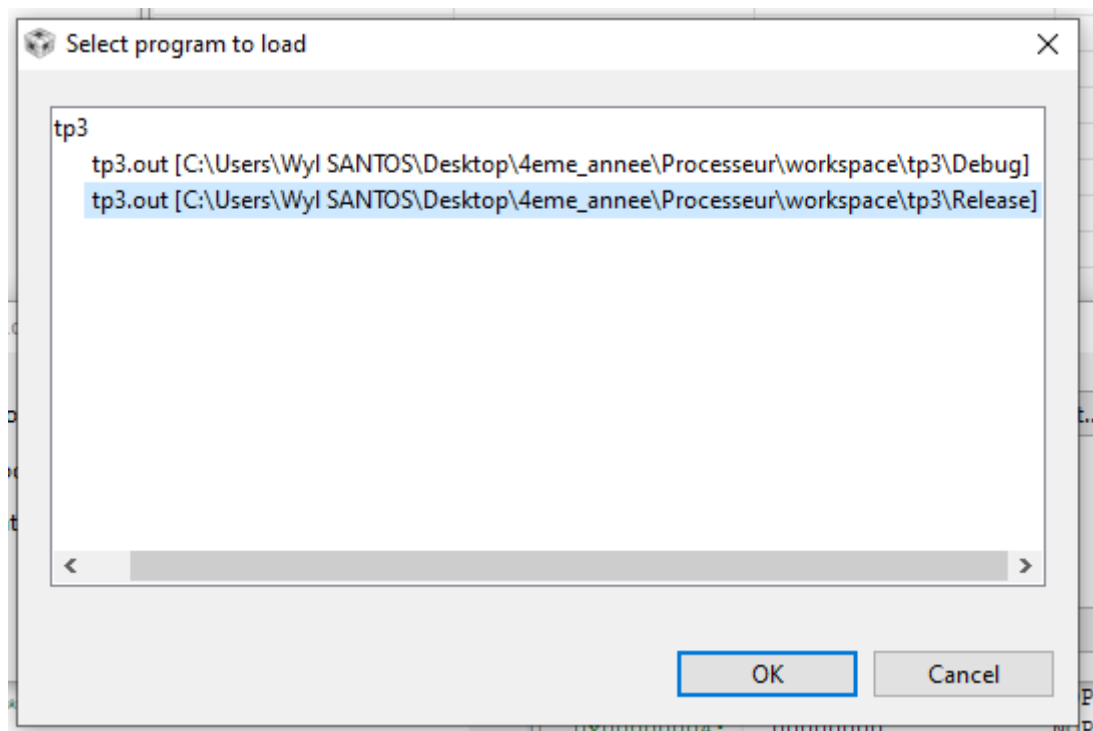 Select program to load
tp3
tp3.out [C:\Users\Wyl SANTOS\Desktop\4eme_annee\Processeur\workspace\tp3\Debug]
tp3.out [C:\Users\Wyl SANTOS\Desktop\4eme_annee\Processeur\workspace\tp3\Release]
OK
Cancel